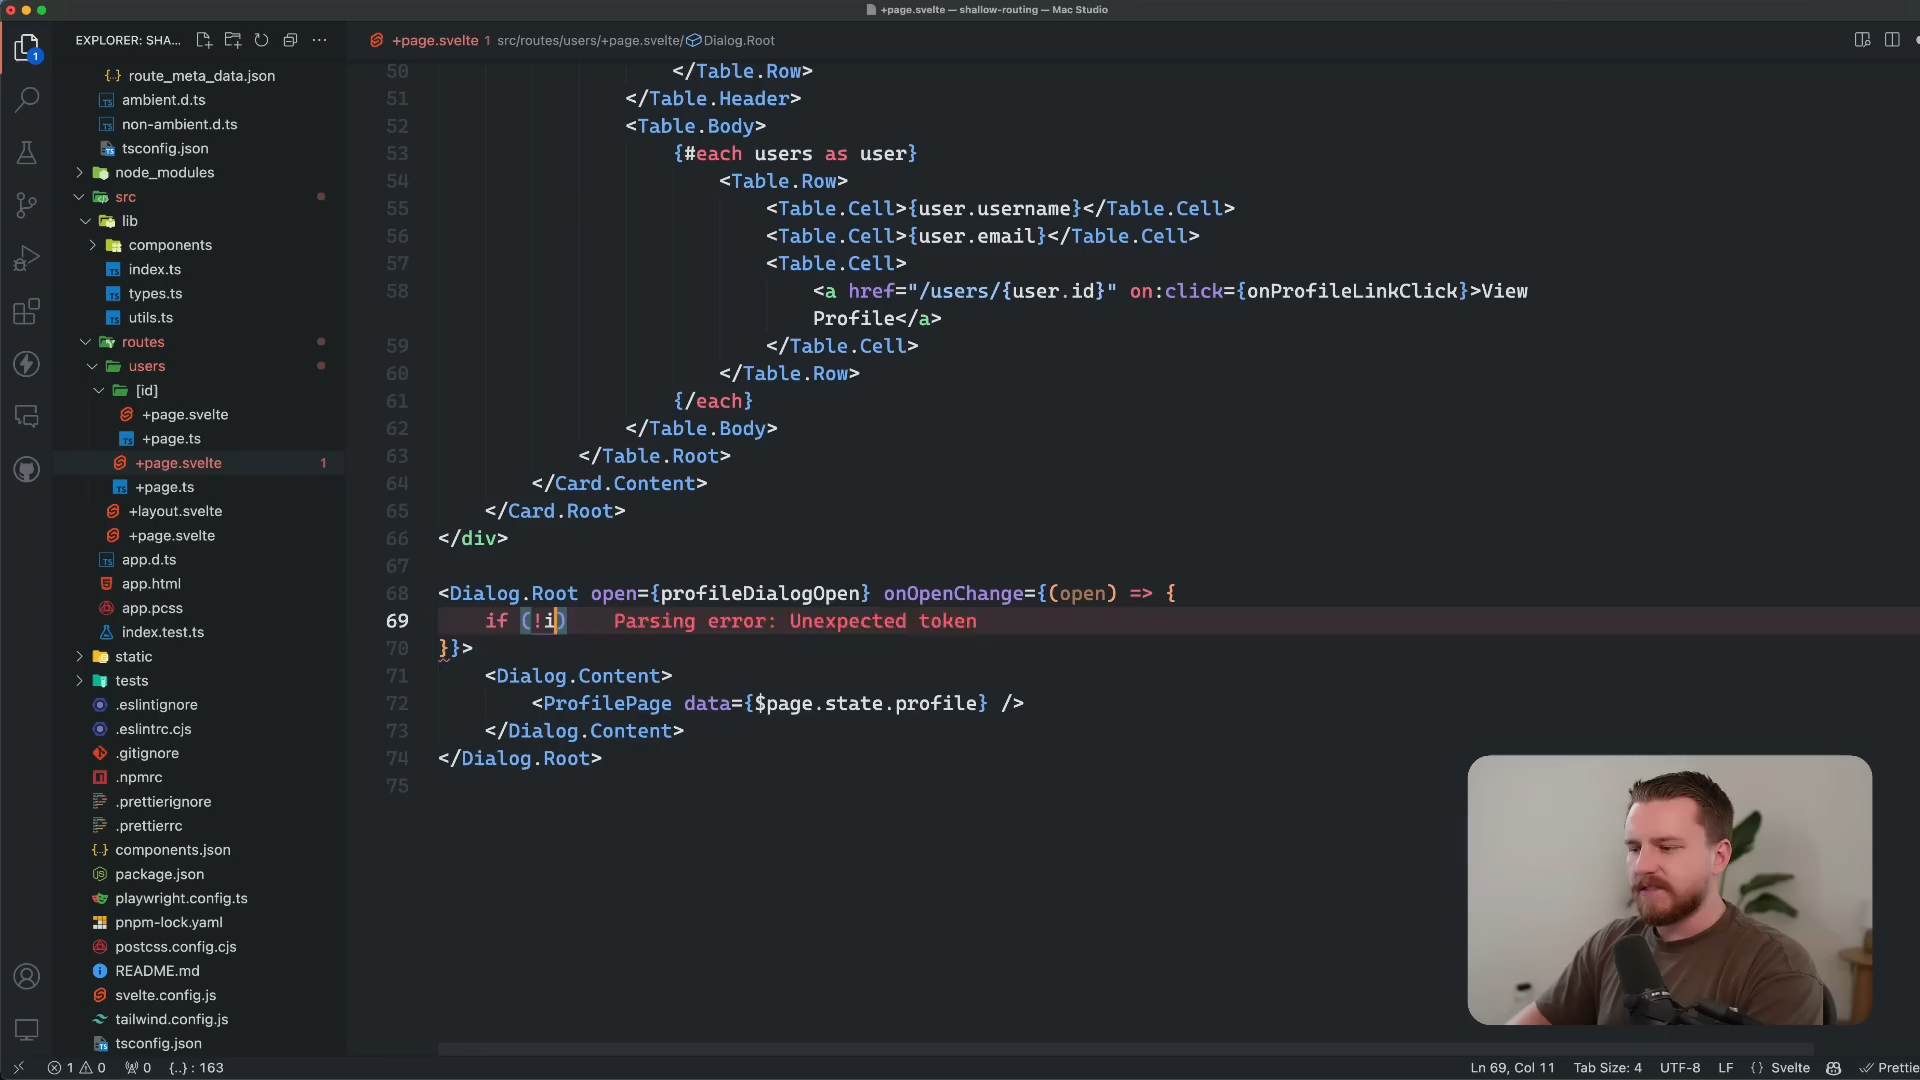 +page.svelte — shallow-routing — Mac Studio
EXPLORER: SHA...
+page.svelte 1 src/routes/users/+page.svelte/ Dialog.Root
1
{..} route_meta_data.json
TS ambient.d.ts
TS non-ambient.d.ts
tsconfig.json
node_modules
src
lib
components
TS index.ts
TS types.ts
TS utils.ts
routes
users
[id]
+page.svelte
TS +page.ts
+page.svelte 1
TS +page.ts
+layout.svelte
+page.svelte
TS app.d.ts
app.html
app.pcss
index.test.ts
static
tests
.eslintignore
.eslintrc.cjs
.gitignore
.npmrc
.prettierignore
.prettierrc
{..} components.json
package.json
playwright.config.ts
pnpm-lock.yaml
postcss.config.cjs
README.md
svelte.config.js
tailwind.config.js
tsconfig.json
50 </Table.Row>
51 </Table.Header>
52 <Table.Body>
53 {#each users as user}
54 <Table.Row>
55 <Table.Cell>{user.username}</Table.Cell>
56 <Table.Cell>{user.email}</Table.Cell>
57 <Table.Cell>
58 <a href="/users/{user.id}" on:click={onProfileLinkClick}>View
Profile</a>
59 </Table.Cell>
60 </Table.Row>
61 {/each}
62 </Table.Body>
63 </Table.Root>
64 </Card.Content>
65 </Card.Root>
66 </div>
67
68 <Dialog.Root open={profileDialogOpen} onOpenChange={(open) => {
69 if (!i) Parsing error: Unexpected token
70 }}>
71 <Dialog.Content>
72 <ProfilePage data={$page.state.profile} />
73 </Dialog.Content>
74 </Dialog.Root>
75
1 0 0 {..} : 163
Ln 69, Col 11 Tab Size: 4 UTF-8 LF {} Svelte Prettie